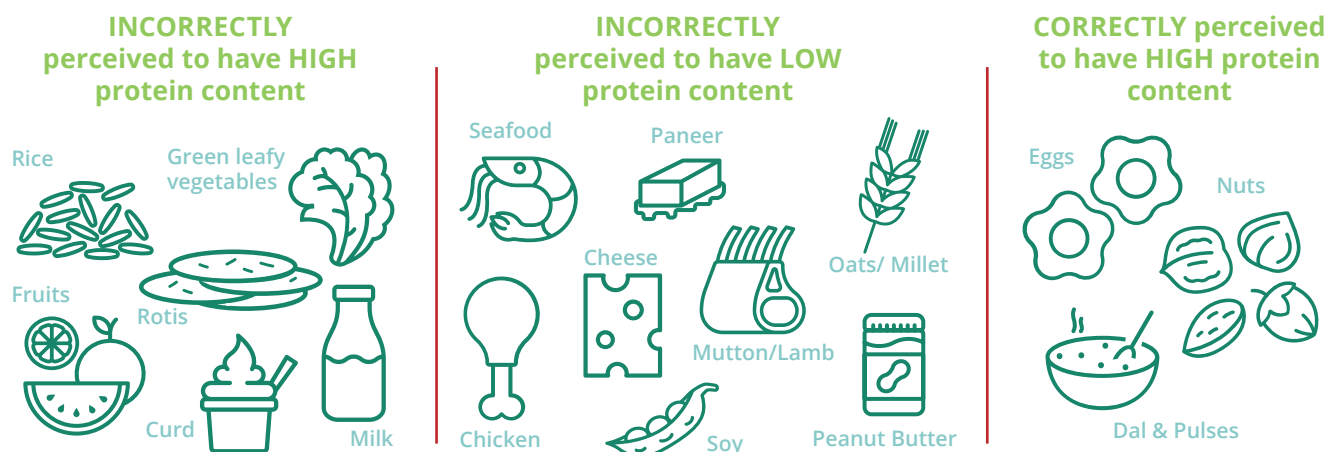 INCORRECTLY
perceived to have HIGH
protein content
Rice
Green leafy
vegetables
Fruits
Rotis
Curd
Milk
INCORRECTLY
perceived to have LOW
protein content
Seafood
Paneer
Oats/ Millet
Cheese
Mutton/Lamb
Chicken
Soy
Peanut Butter
CORRECTLY perceived
to have HIGH protein
content
Eggs
Nuts
Dal & Pulses